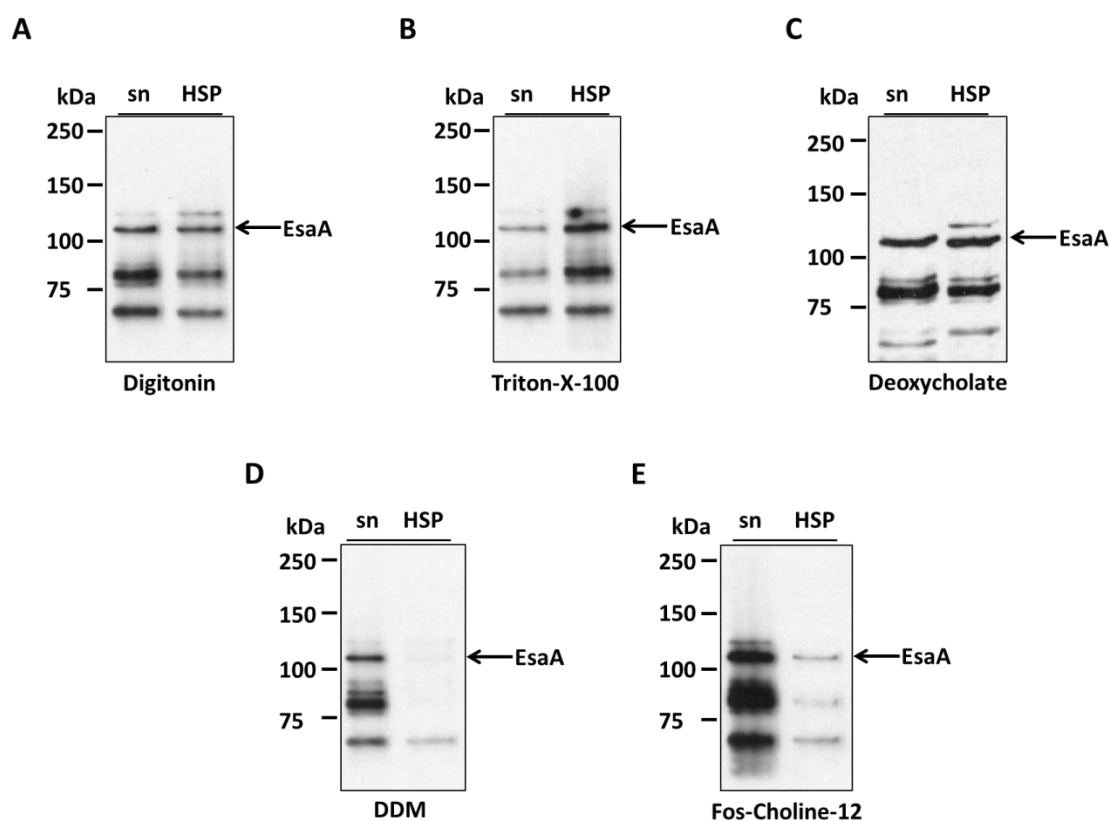 A
kDa
sn HSP
250
150
100
75
EsaA
Digitonin
B
kDa
sn HSP
250
150
100
75
EsaA
Triton-X-100
C
kDa
sn HSP
250
150
100
75
EsaA
Deoxycholate
D
kDa
sn HSP
250
150
100
75
EsaA
DDM
E
kDa
sn HSP
250
150
100
75
EsaA
Fos-Choline-12